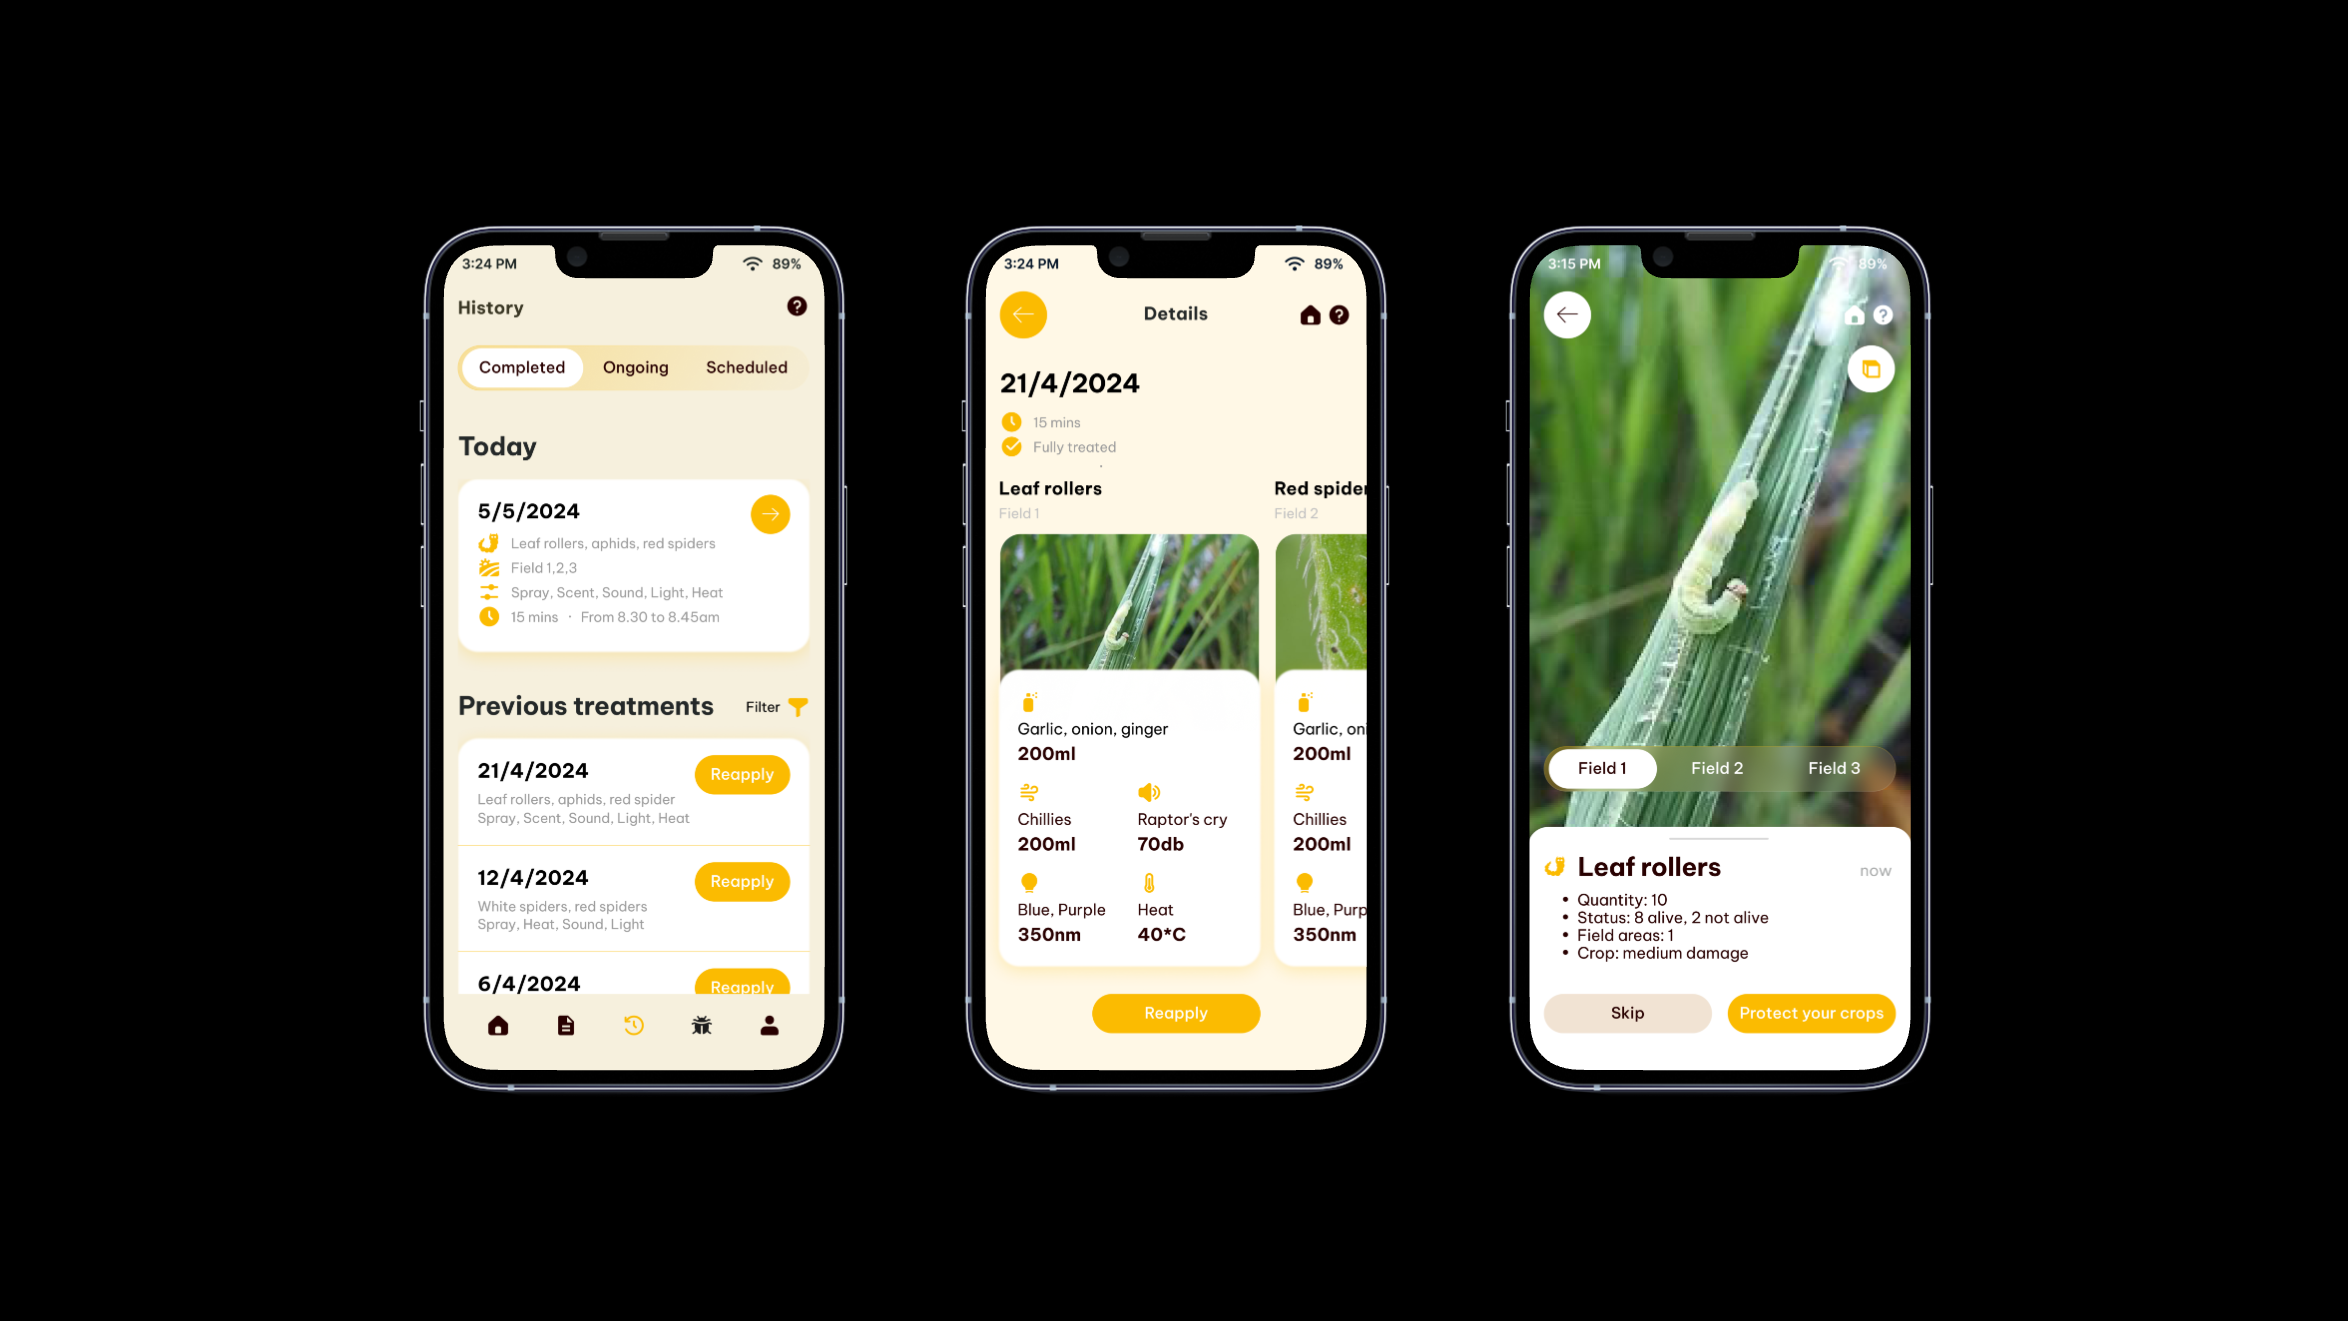 3:24 PM
89%
History
Completed Ongoing Scheduled
Today
5/5/2024
Leaf rollers, aphids, red spiders
Field 1,2,3
Spray, Scent, Sound, Light, Heat
15 mins · From 8.30 to 8.45am
Previous treatments Filter
21/4/2024 Reapply
Leaf rollers, aphids, red spider
Spray, Scent, Sound, Light, Heat
12/4/2024 Reapply
White spiders, red spiders
Spray, Heat, Sound, Light
6/4/2024 Reapply
3:24 PM
89%
Details
21/4/2024
15 mins
Fully treated
Leaf rollers
Field 1
Garlic, onion, ginger
200ml
Chillies Raptor's cry
200ml 70db
Blue, Purple Heat
350nm 40*C
Red spider
Field 2
Garlic, oni
200ml
Chillies
200ml
Blue, Purp
350nm
Reapply
3:15 PM
89%
Field 1 Field 2 Field 3
Leaf rollers now
• Quantity: 10
• Status: 8 alive, 2 not alive
• Field areas: 1
• Crop: medium damage
Skip Protect your crops